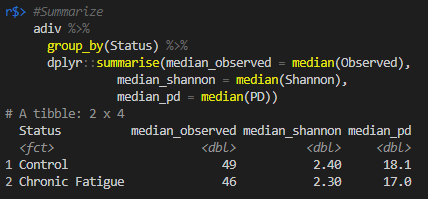 r$> #Summarize
adiv %>%
group_by(Status) %>%
dplyr::summarise(median_observed = median(Observed),
median_shannon = median(Shannon),
median_pd = median(PD))
# A tibble: 2 x 4
Status median_observed median_shannon median_pd
<fct> <dbl> <dbl> <dbl>
1 Control 49 2.40 18.1
2 Chronic Fatigue 46 2.30 17.0